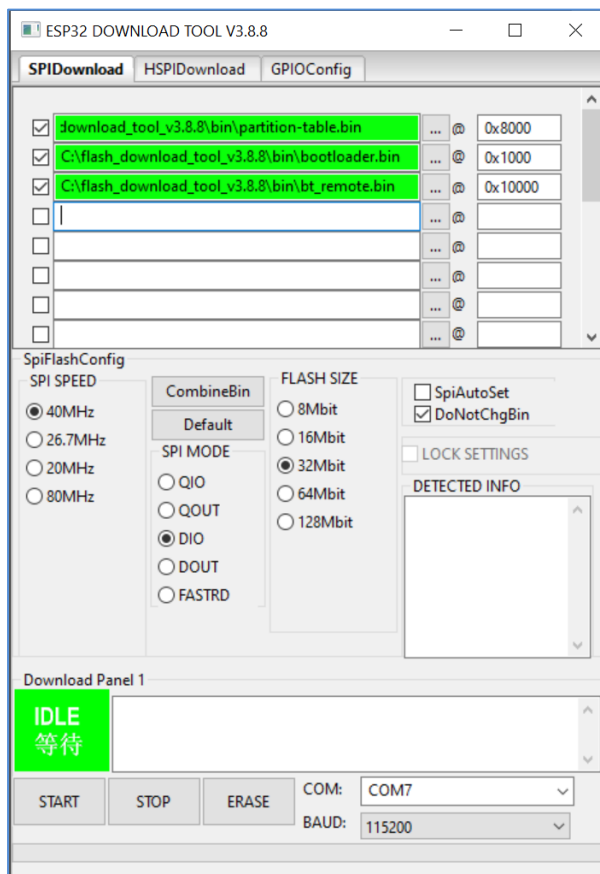 ESP32 DOWNLOAD TOOL V3.8.8
SPIDownload HSPIDownload GPIOConfig
download_tool_v3.8.8\bin\partition-table.bin ... @ 0x8000
C:\flash_download_tool_v3.8.8\bin\bootloader.bin ... @ 0x1000
C:\flash_download_tool_v3.8.8\bin\bt_remote.bin ... @ 0x10000
... @
... @
... @
... @
... @
SpiFlashConfig
SPI SPEED
40MHz
26.7MHz
20MHz
80MHz
CombineBin
Default
SPI MODE
QIO
QOUT
DIO
DOUT
FASTRD
FLASH SIZE
8Mbit
16Mbit
32Mbit
64Mbit
128Mbit
SpiAutoSet
DoNotChgBin
LOCK SETTINGS
DETECTED INFO
Download Panel 1
IDLE
等待
START STOP ERASE
COM: COM7
BAUD: 115200